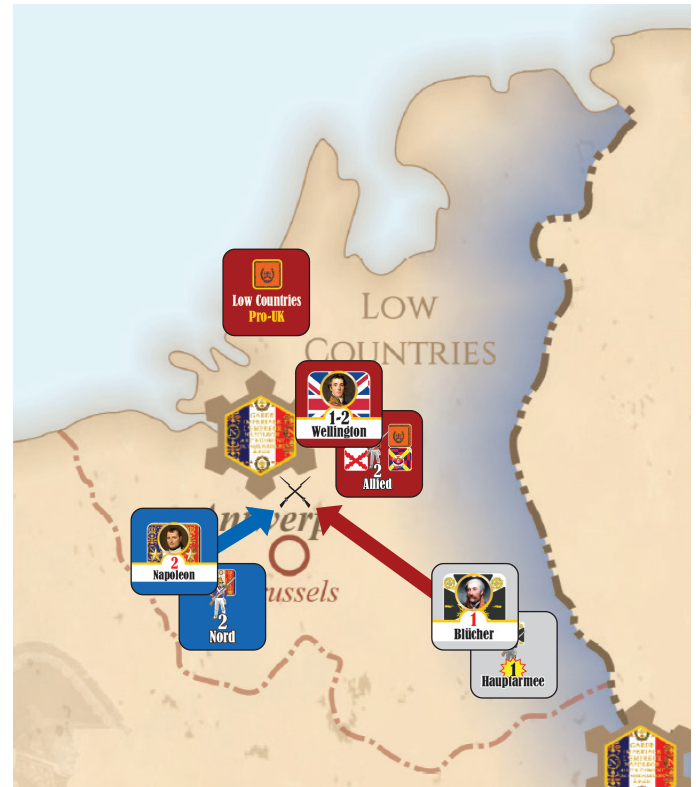 Low Countries
Pro-UK
LOW
COUNTRIES
1-2
Wellington
2
Allied
Antwerp
2
Napoleon
2
Nord
ussels
1
Blücher
1
Hauptarmee